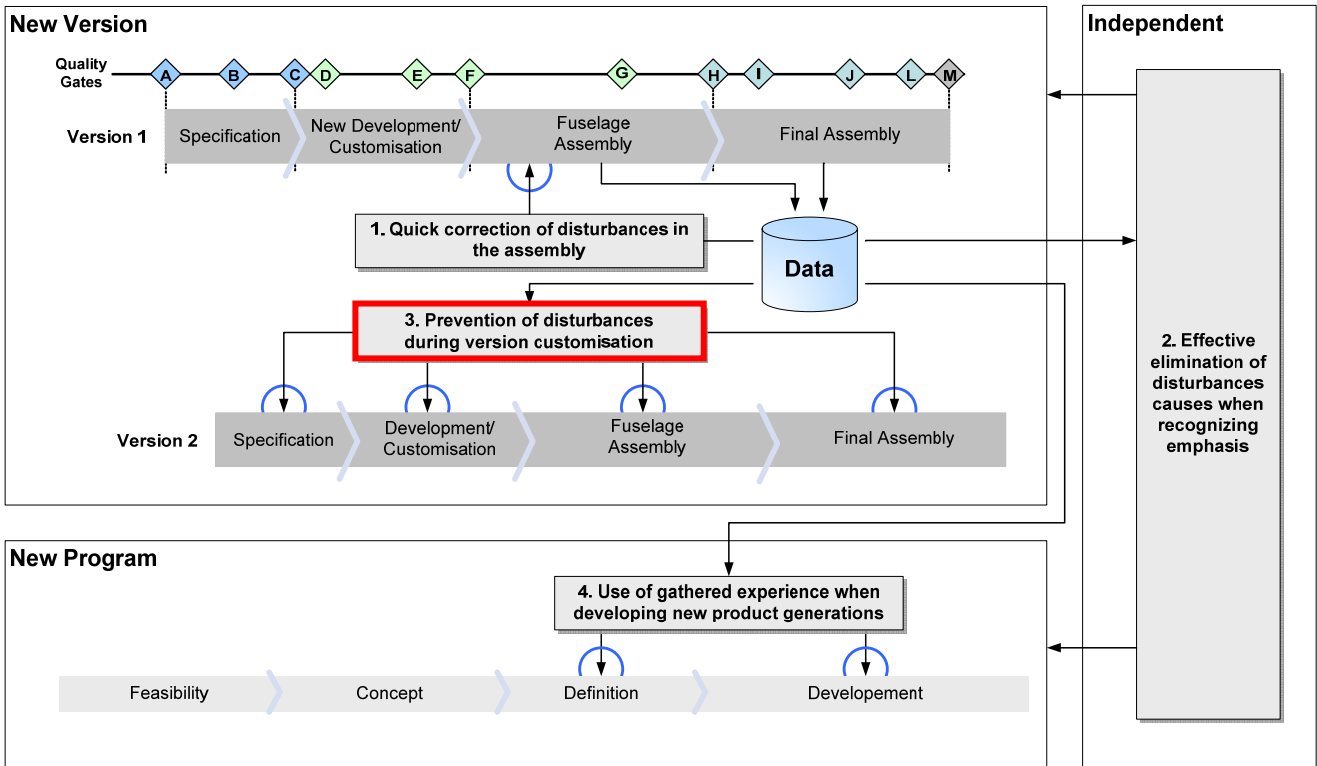 New Version
Independent
Quality
Gates
A
B
C
D
E
F
G
H
I
J
L
M
Version 1
Specification
New Development/
Customisation
Fuselage
Assembly
Final Assembly
1. Quick correction of disturbances in
the assembly
Data
3. Prevention of disturbances
during version customisation
2. Effective
elimination of
disturbances
causes when
recognizing
emphasis
Version 2
Specification
Development/
Customisation
Fuselage
Assembly
Final Assembly
New Program
4. Use of gathered experience when
developing new product generations
Feasibility
Concept
Definition
Developement